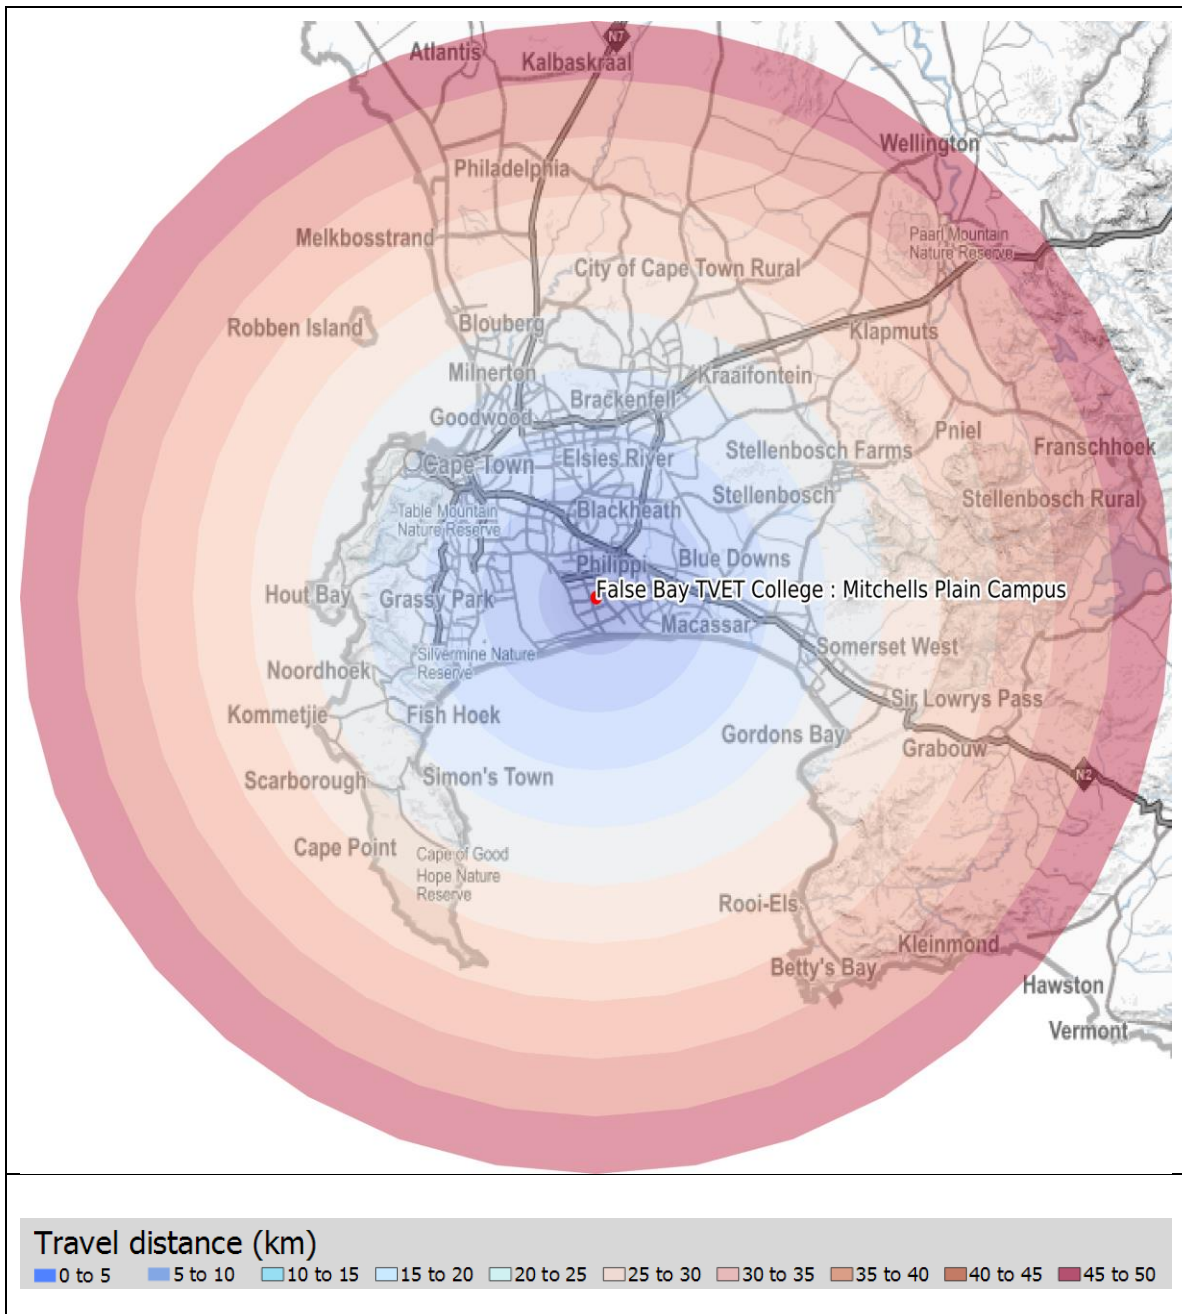 N7
Atlantis
Kalbaskraal
Wellington
Philadelphia
Paarl Mountain
Nature Reserve
Melkbosstrand
City of Cape Town Rural
Robben Island
Blouberg
Klapmuts
Milnerton
Kraaifontein
Brackenfell
Goodwood
Pniel
Franschhoek
Stellenbosch Farms
Cape Town
Elsies River
Stellenbosch
Stellenbosch Rural
Table Mountain
Nature Reserve
Blackheath
Philippi
Blue Downs
False Bay TVET College : Mitchells Plain Campus
Hout Bay
Grassy Park
Macassar
Silvermine Nature
Reserve
Somerset West
Noordhoek
Sir Lowrys Pass
Kommetjie
Fish Hoek
Gordons Bay
Grabouw
N2
Scarborough
Simon's Town
Cape Point
Cape of Good
Hope Nature
Reserve
Rooi-Els
Kleinmond
Betty's Bay
Hawston
Vermont
Travel distance (km)
0 to 5 5 to 10 10 to 15 15 to 20 20 to 25 25 to 30 30 to 35 35 to 40 40 to 45 45 to 50